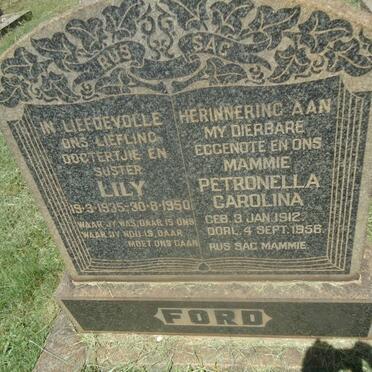 RUS SAG
IN LIEFDEVOLLE
ONS LIEFLING
DOGTERTJIE EN
SUSTER
LILY
19-3-1935-30-8-1950
WAAR JY WAS, DAAR IS ONS
WAAR JY NOU IS, DAAR
MOET ONS GAAN
HERINNERING AAN
MY DIERBARE
EGGENOTE EN ONS
MAMMIE
PETRONELLA
CAROLINA
GEB. 3 JAN. 1912.
OORL. 4 SEPT. 1956.
RUS SAG MAMMIE.
FORD